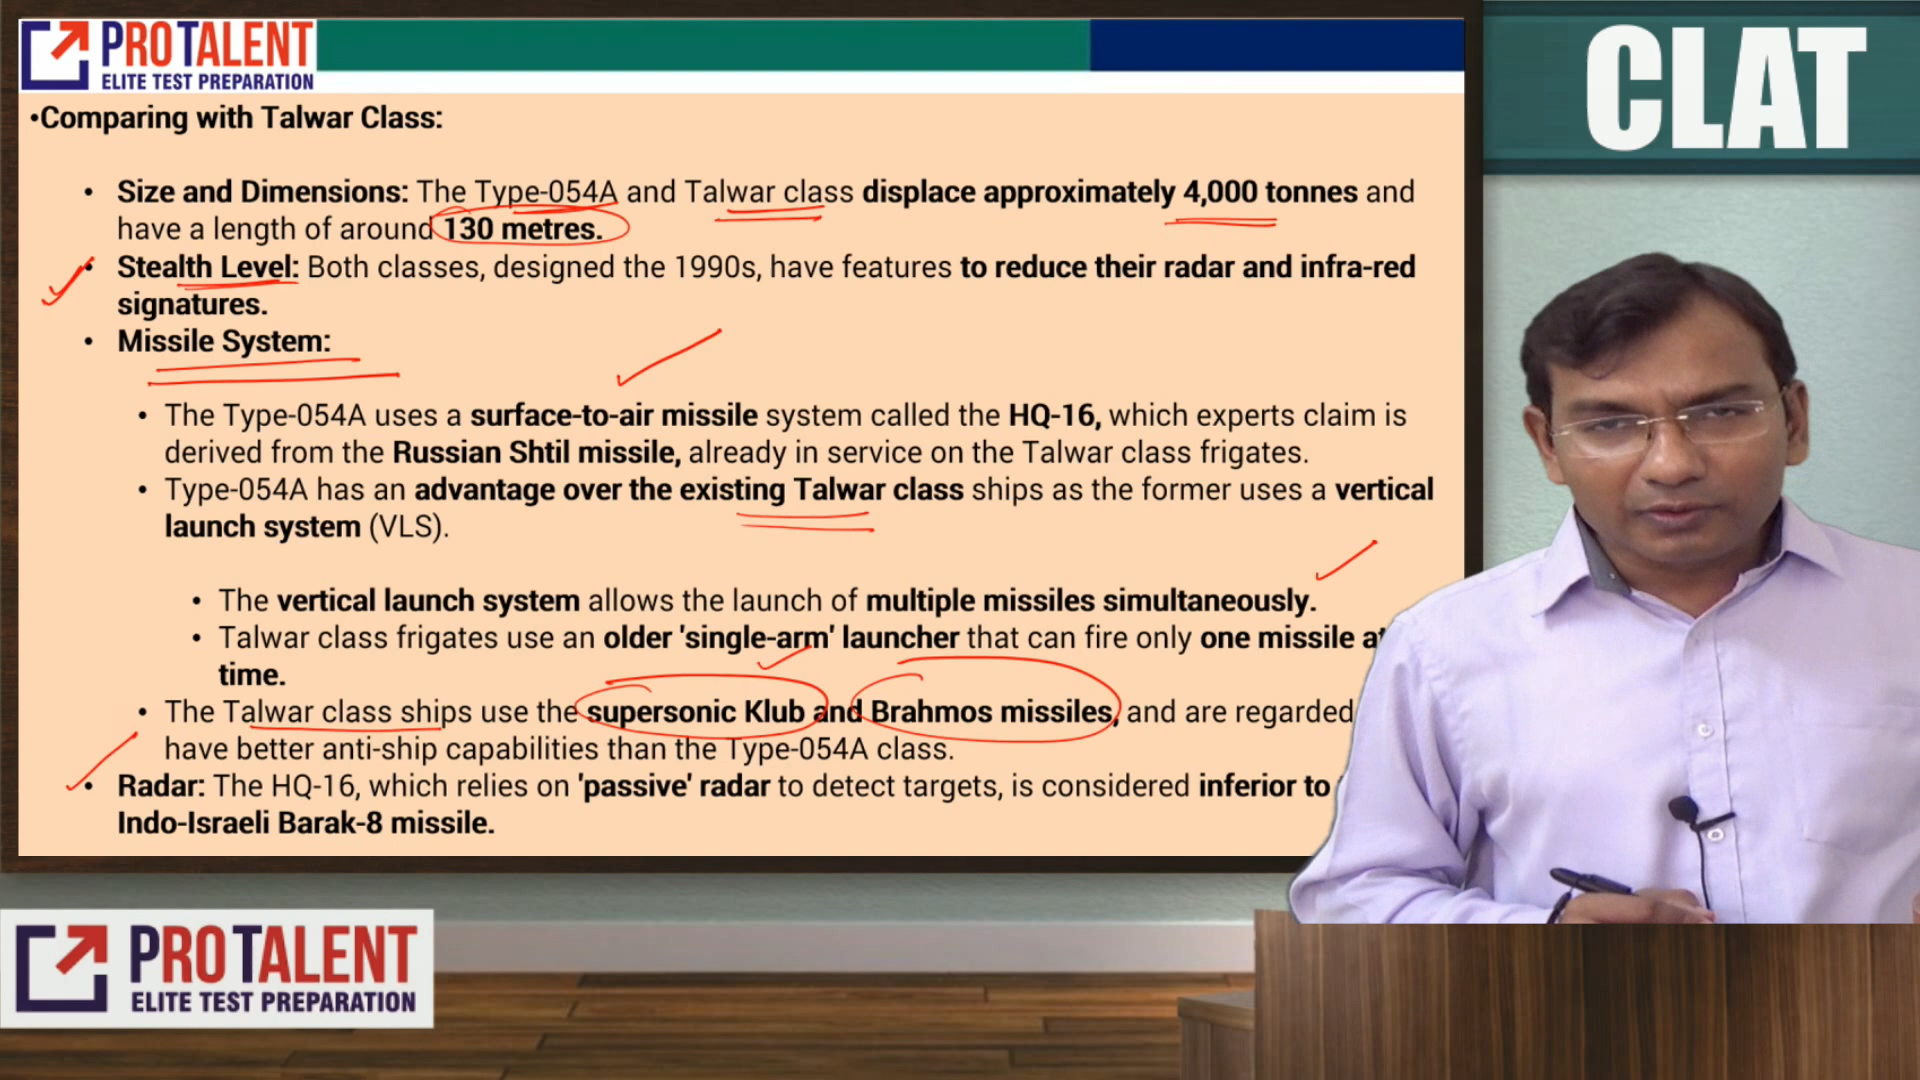 PROTALENT
ELITE TEST PREPARATION
CLAT
•Comparing with Talwar Class:
• Size and Dimensions: The Type-054A and Talwar class displace approximately 4,000 tonnes and
have a length of around 130 metres.
• Stealth Level: Both classes, designed the 1990s, have features to reduce their radar and infra-red
signatures.
• Missile System:
• The Type-054A uses a surface-to-air missile system called the HQ-16, which experts claim is
derived from the Russian Shtil missile, already in service on the Talwar class frigates.
• Type-054A has an advantage over the existing Talwar class ships as the former uses a vertical
launch system (VLS).
• The vertical launch system allows the launch of multiple missiles simultaneously.
• Talwar class frigates use an older 'single-arm' launcher that can fire only one missile at
time.
• The Talwar class ships use the supersonic Klub and Brahmos missiles, and are regarded
have better anti-ship capabilities than the Type-054A class.
• Radar: The HQ-16, which relies on 'passive' radar to detect targets, is considered inferior to
Indo-Israeli Barak-8 missile.
PROTALENT
ELITE TEST PREPARATION